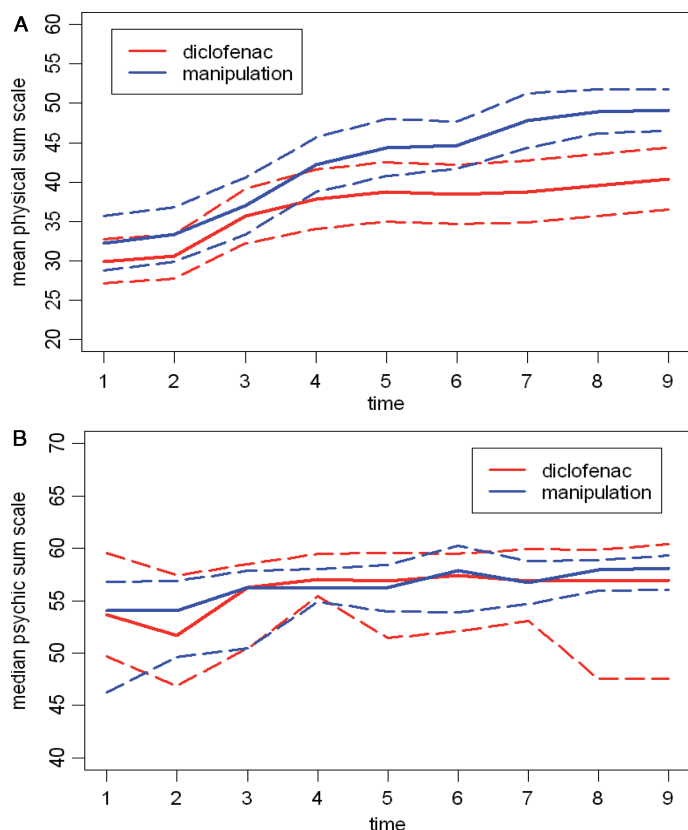 A
mean physical sum scale
60
55
50
45
40
35
30
25
20
diclofenac
manipulation
1 2 3 4 5 6 7 8 9
time
B
median psychic sum scale
70
65
60
55
50
45
40
diclofenac
manipulation
1 2 3 4 5 6 7 8 9
time